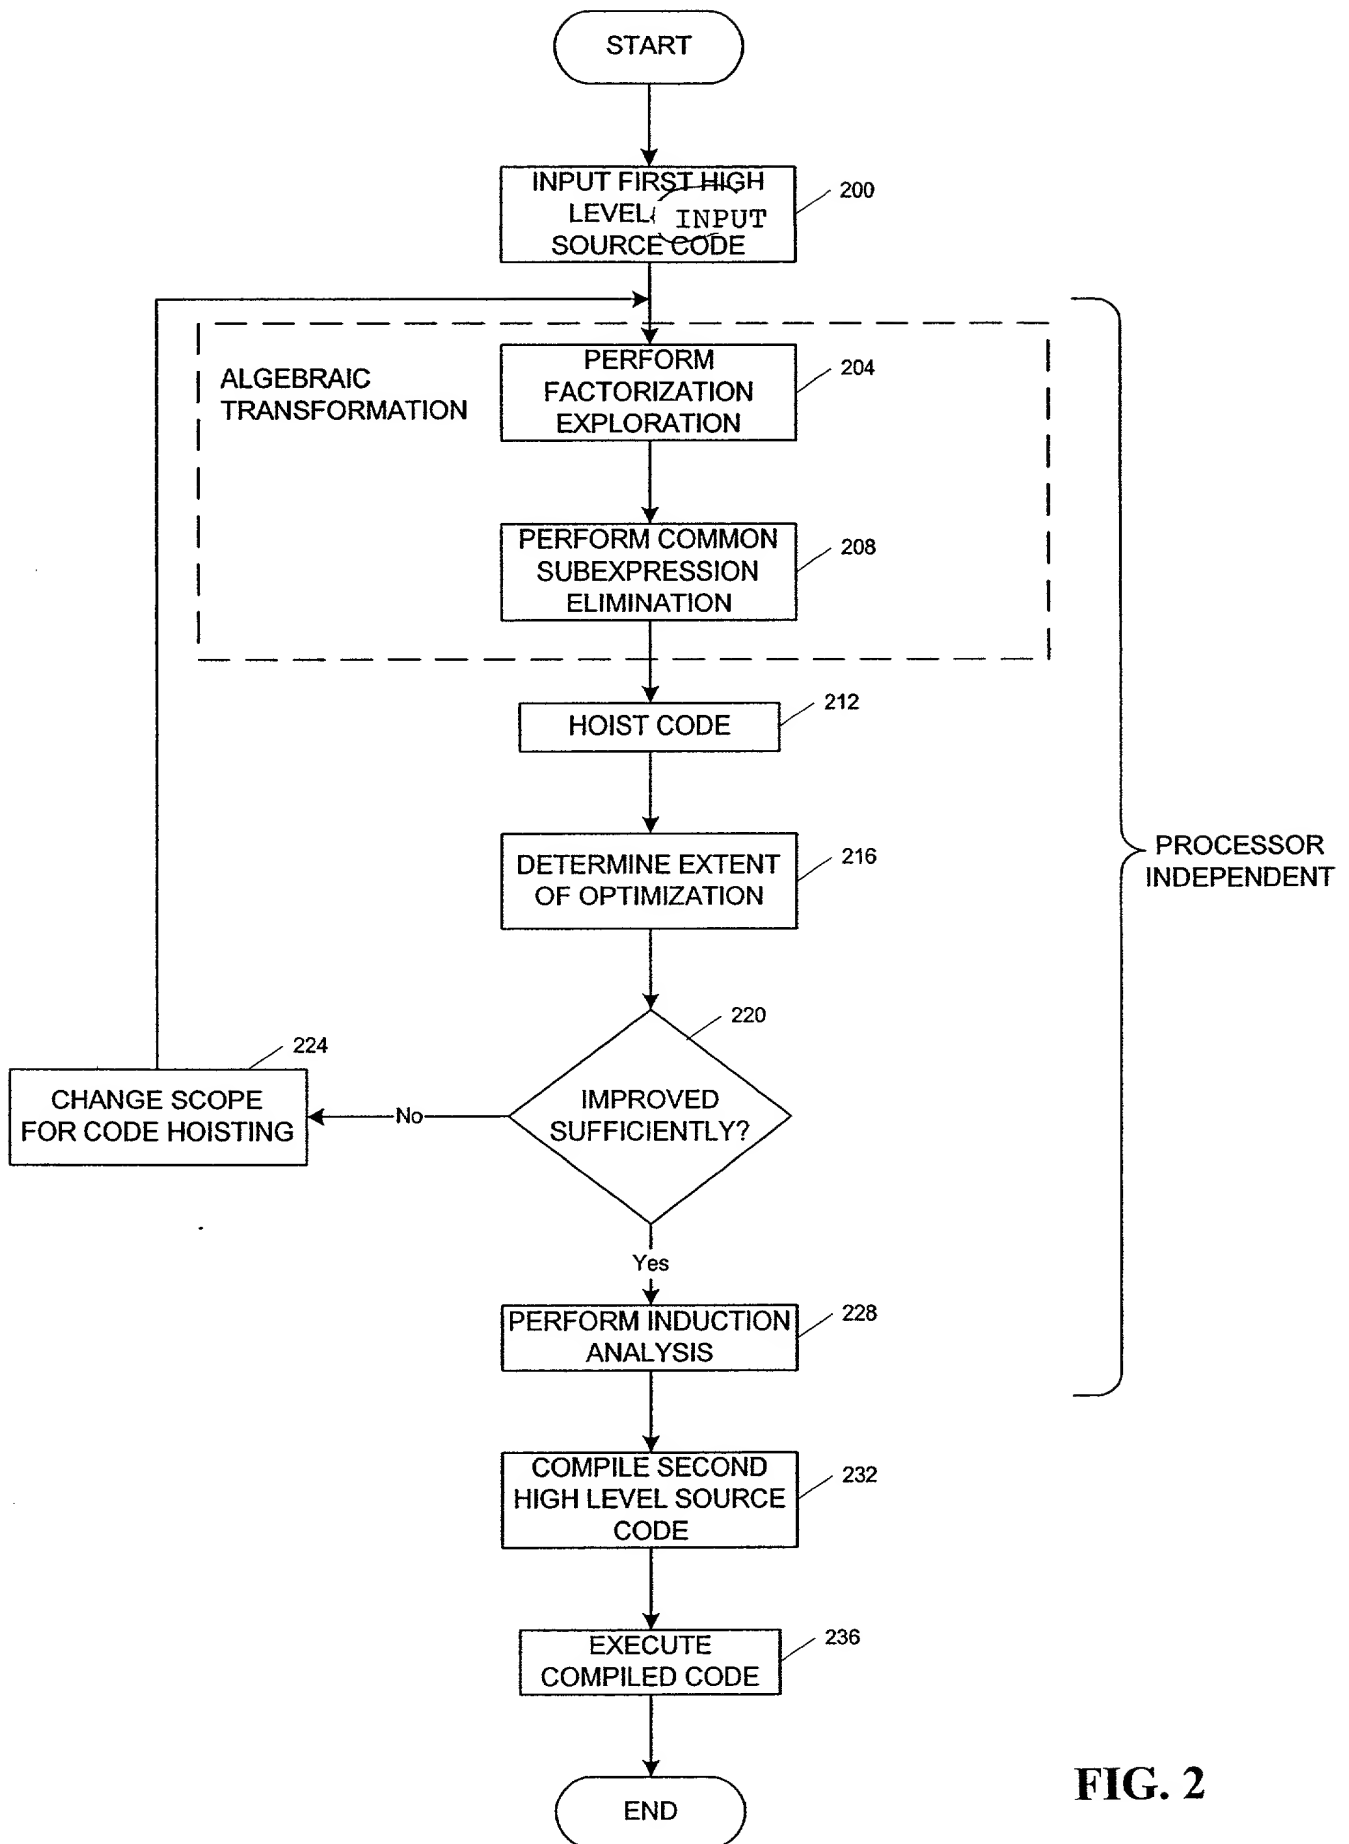 START
INPUT FIRST HIGH
LEVEL INPUT
SOURCE CODE
200
ALGEBRAIC
TRANSFORMATION
PERFORM
FACTORIZATION
EXPLORATION
204
PERFORM COMMON
SUBEXPRESSION
ELIMINATION
208
HOIST CODE
212
DETERMINE EXTENT
OF OPTIMIZATION
216
PROCESSOR
INDEPENDENT
220
IMPROVED
SUFFICIENTLY?
No
224
CHANGE SCOPE
FOR CODE HOISTING
Yes
PERFORM INDUCTION
ANALYSIS
228
COMPILE SECOND
HIGH LEVEL SOURCE
CODE
232
EXECUTE
COMPILED CODE
236
END
FIG. 2